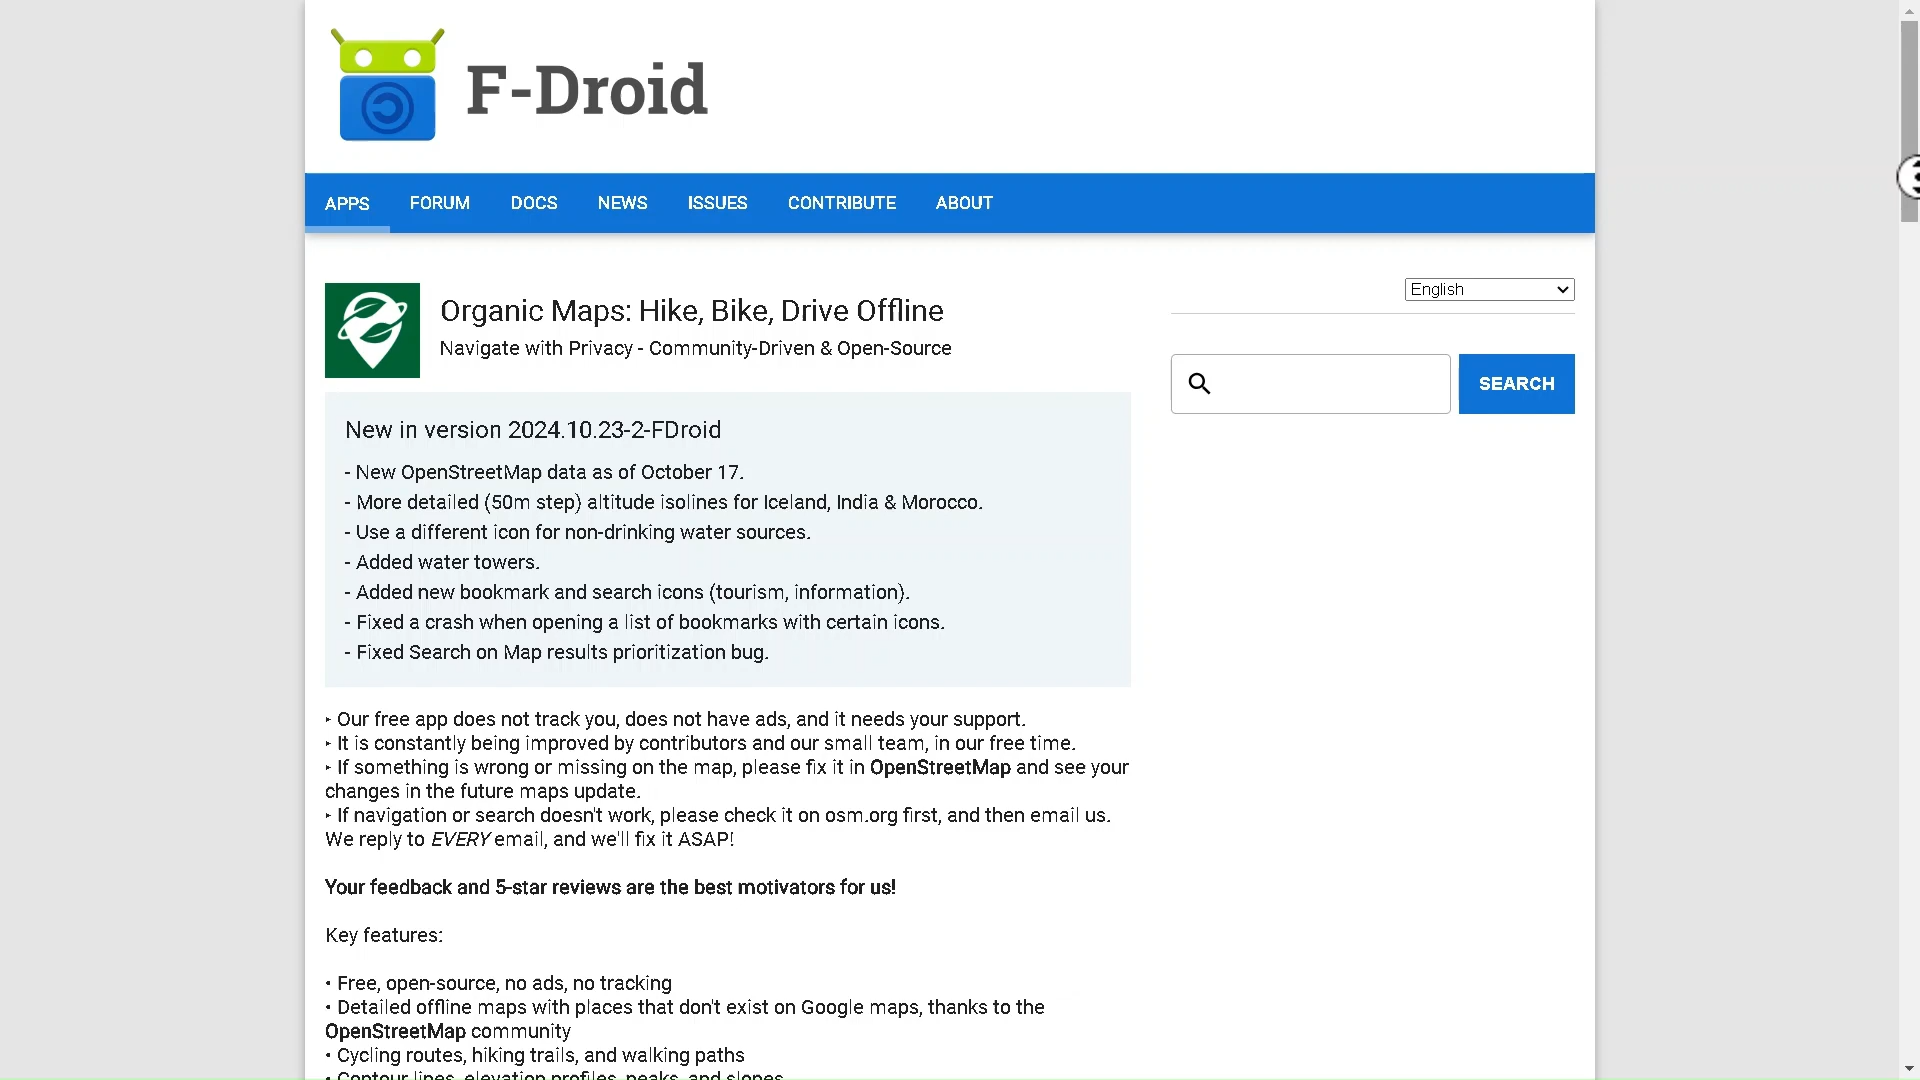 F-Droid
APPS FORUM DOCS NEWS ISSUES CONTRIBUTE ABOUT
English
Organic Maps: Hike, Bike, Drive Offline
Navigate with Privacy - Community-Driven & Open-Source
SEARCH
New in version 2024.10.23-2-FDroid
- New OpenStreetMap data as of October 17.
- More detailed (50m step) altitude isolines for Iceland, India & Morocco.
- Use a different icon for non-drinking water sources.
- Added water towers.
- Added new bookmark and search icons (tourism, information).
- Fixed a crash when opening a list of bookmarks with certain icons.
- Fixed Search on Map results prioritization bug.
‣ Our free app does not track you, does not have ads, and it needs your support.
‣ It is constantly being improved by contributors and our small team, in our free time.
‣ If something is wrong or missing on the map, please fix it in OpenStreetMap and see your
changes in the future maps update.
‣ If navigation or search doesn't work, please check it on osm.org first, and then email us.
We reply to EVERY email, and we'll fix it ASAP!
Your feedback and 5-star reviews are the best motivators for us!
Key features:
• Free, open-source, no ads, no tracking
• Detailed offline maps with places that don't exist on Google maps, thanks to the
OpenStreetMap community
• Cycling routes, hiking trails, and walking paths
• Contour lines, elevation profiles, peaks, and slopes